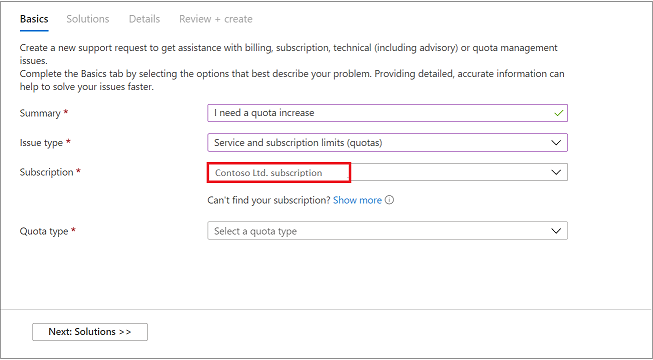 Basics Solutions Details Review + create
Create a new support request to get assistance with billing, subscription, technical (including advisory) or quota management
issues.
Complete the Basics tab by selecting the options that best describe your problem. Providing detailed, accurate information can
help to solve your issues faster.
Summary * I need a quota increase
Issue type * Service and subscription limits (quotas)
Subscription * Contoso Ltd. subscription
Can't find your subscription? Show more
Quota type * Select a quota type
Next: Solutions >>